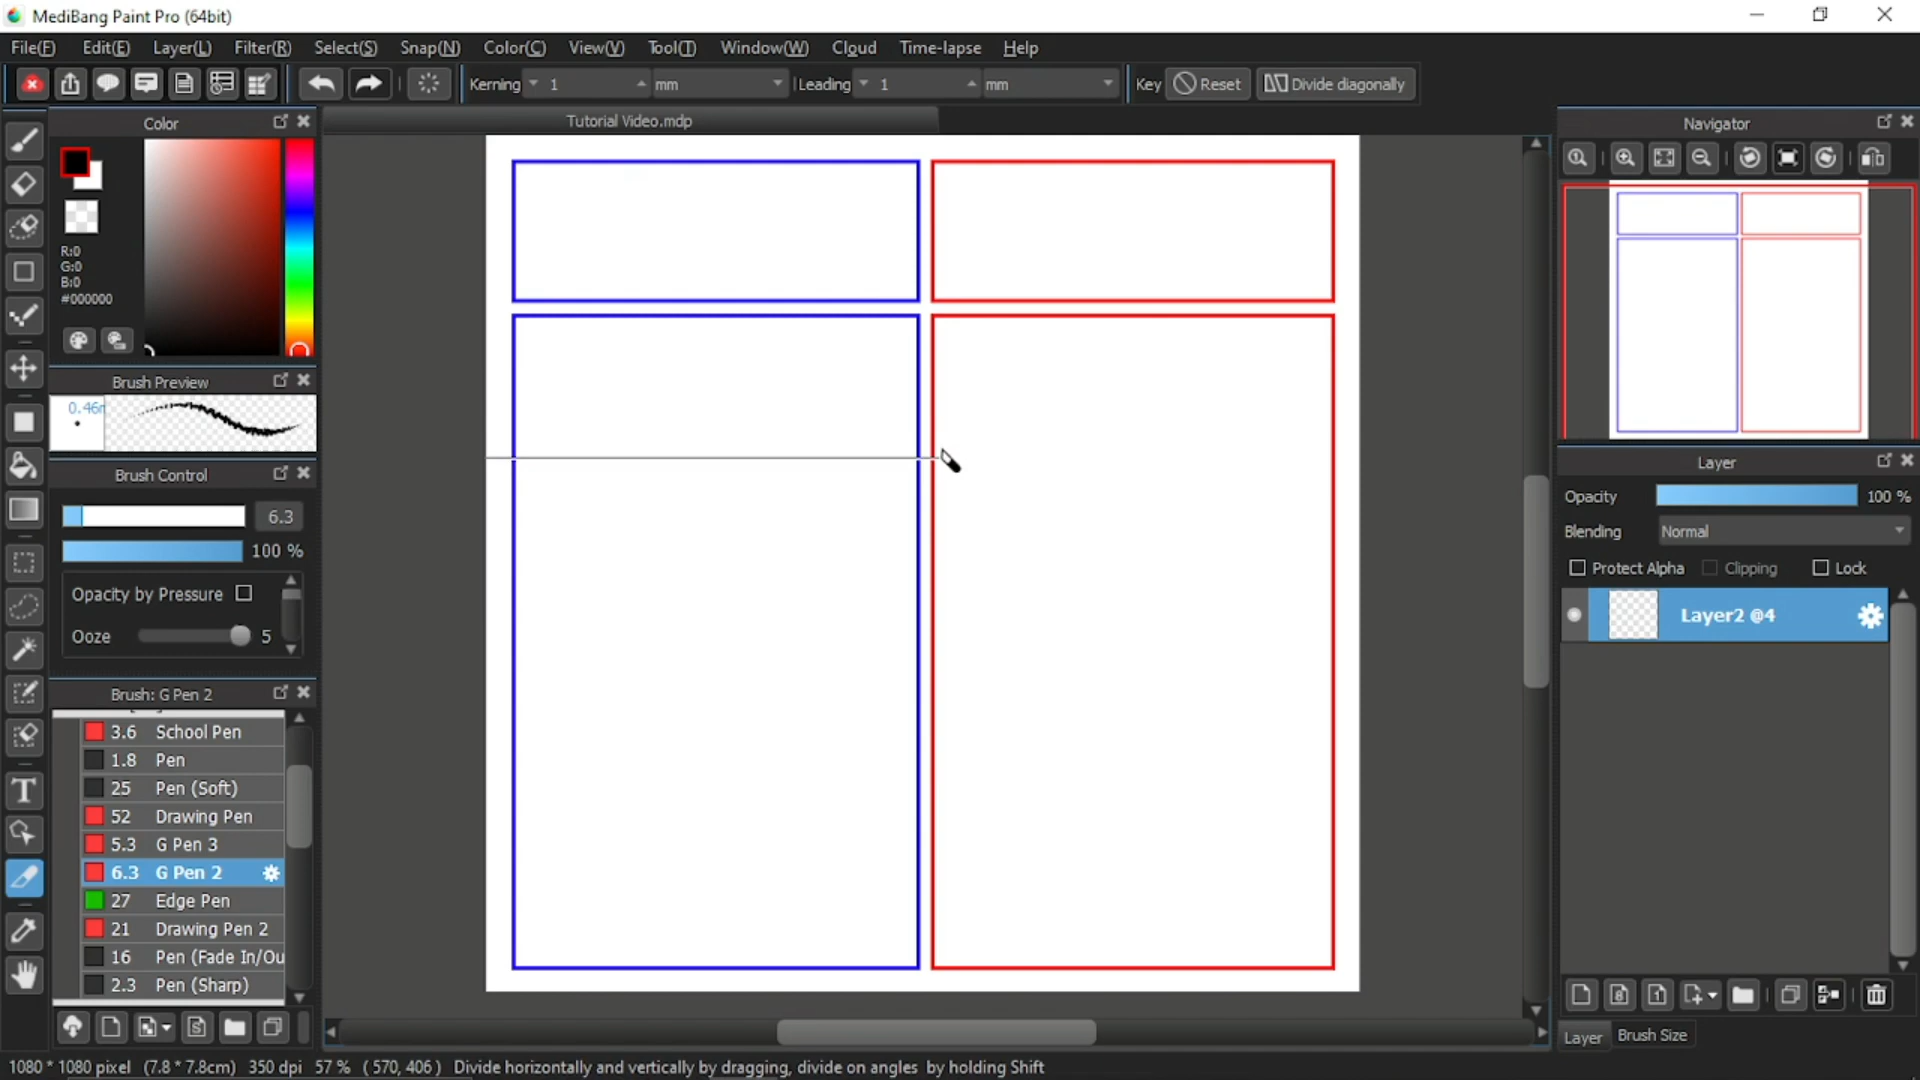 MediBang Paint Pro (64bit)
File(F) Edit(E) Layer(L) Filter(R) Select(S) Snap(N) Color(C) View(V) Tool(T) Window(W) Cloud Time-lapse Help
Kerning 1 mm Leading 1 mm Key Reset Divide diagonally
Color
Tutorial Video.mdp
Navigator
R:0
G:0
B:0
#000000
Brush Preview
Brush Control
6.3
100 %
Opacity by Pressure
Ooze 5
Brush: G Pen 2
3.6 School Pen
1.8 Pen
25 Pen (Soft)
52 Drawing Pen
5.3 G Pen 3
6.3 G Pen 2
27 Edge Pen
21 Drawing Pen 2
16 Pen (Fade In/Ou
2.3 Pen (Sharp)
Layer
Opacity 100 %
Blending Normal
Protect Alpha Clipping Lock
Layer2 @4
Layer Brush Size
1080 * 1080 pixel (7.8 * 7.8cm) 350 dpi 57 % ( 570, 406 ) Divide horizontally and vertically by dragging, divide on angles by holding Shift